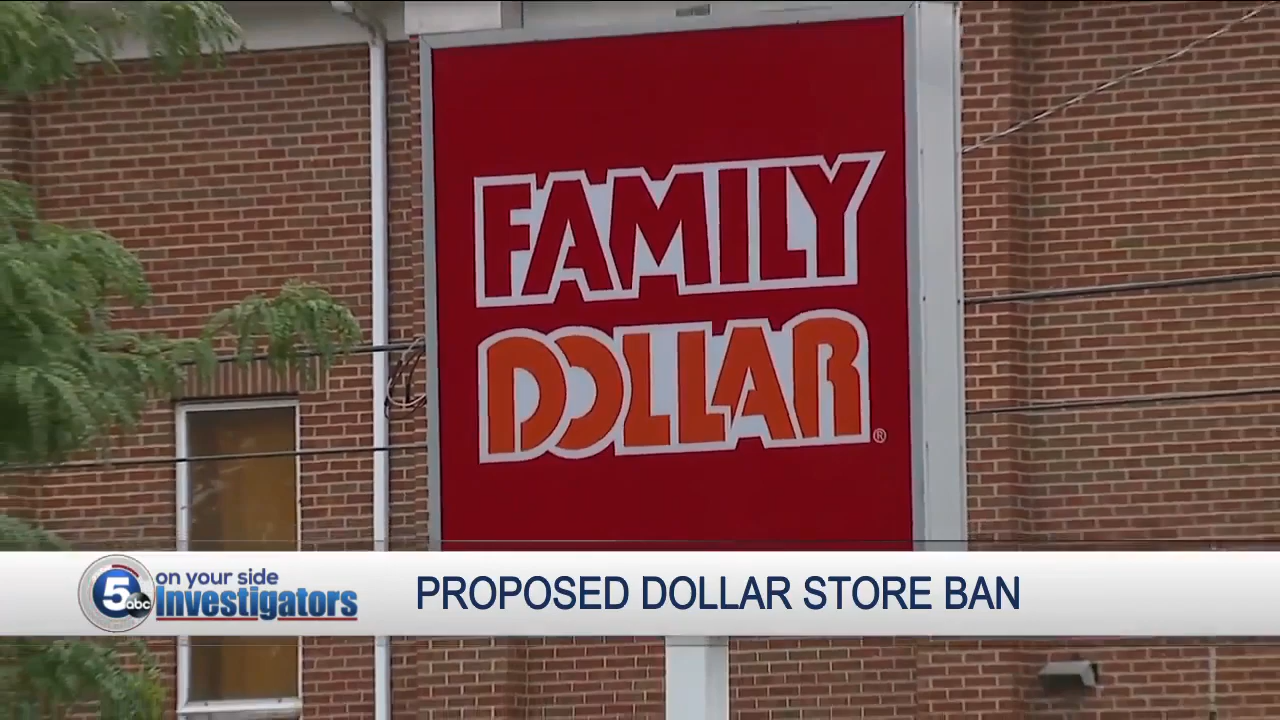 FAMILY
DOLLAR
®
5 abc
on your side
Investigators
PROPOSED DOLLAR STORE BAN